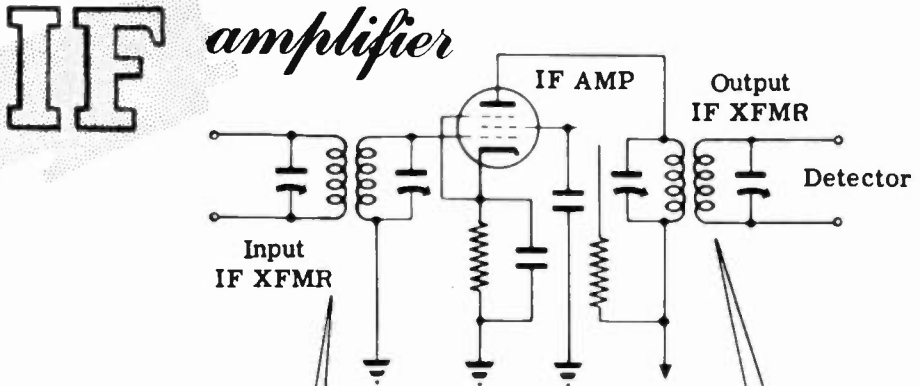 IF amplifier
IF AMP
Output
IF XFMR
Detector
Input
IF XFMR